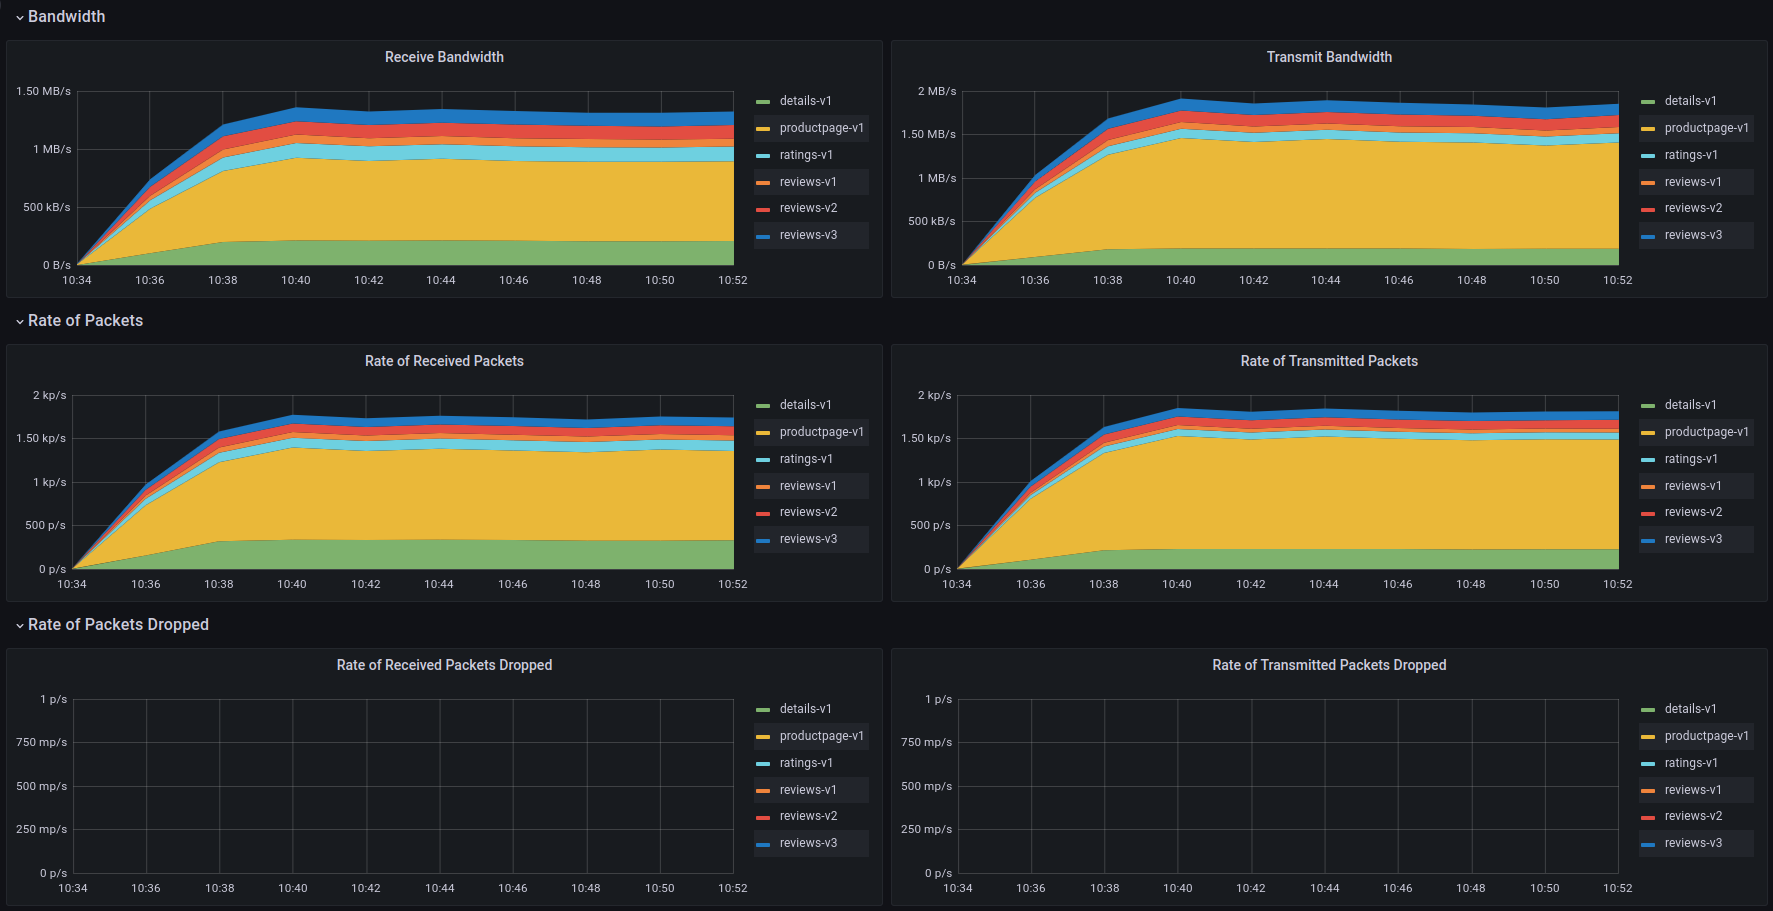 Bandwidth
Receive Bandwidth
1.50 MB/s
1 MB/s
500 kB/s
0 B/s
10:34 10:36 10:38 10:40 10:42 10:44 10:46 10:48 10:50 10:52
details-v1
productpage-v1
ratings-v1
reviews-v1
reviews-v2
reviews-v3
Transmit Bandwidth
2 MB/s
1.50 MB/s
1 MB/s
500 kB/s
0 B/s
10:34 10:36 10:38 10:40 10:42 10:44 10:46 10:48 10:50 10:52
details-v1
productpage-v1
ratings-v1
reviews-v1
reviews-v2
reviews-v3
Rate of Packets
Rate of Received Packets
2 kp/s
1.50 kp/s
1 kp/s
500 p/s
0 p/s
10:34 10:36 10:38 10:40 10:42 10:44 10:46 10:48 10:50 10:52
details-v1
productpage-v1
ratings-v1
reviews-v1
reviews-v2
reviews-v3
Rate of Transmitted Packets
2 kp/s
1.50 kp/s
1 kp/s
500 p/s
0 p/s
10:34 10:36 10:38 10:40 10:42 10:44 10:46 10:48 10:50 10:52
details-v1
productpage-v1
ratings-v1
reviews-v1
reviews-v2
reviews-v3
Rate of Packets Dropped
Rate of Received Packets Dropped
1 p/s
750 mp/s
500 mp/s
250 mp/s
0 p/s
10:34 10:36 10:38 10:40 10:42 10:44 10:46 10:48 10:50 10:52
details-v1
productpage-v1
ratings-v1
reviews-v1
reviews-v2
reviews-v3
Rate of Transmitted Packets Dropped
1 p/s
750 mp/s
500 mp/s
250 mp/s
0 p/s
10:34 10:36 10:38 10:40 10:42 10:44 10:46 10:48 10:50 10:52
details-v1
productpage-v1
ratings-v1
reviews-v1
reviews-v2
reviews-v3